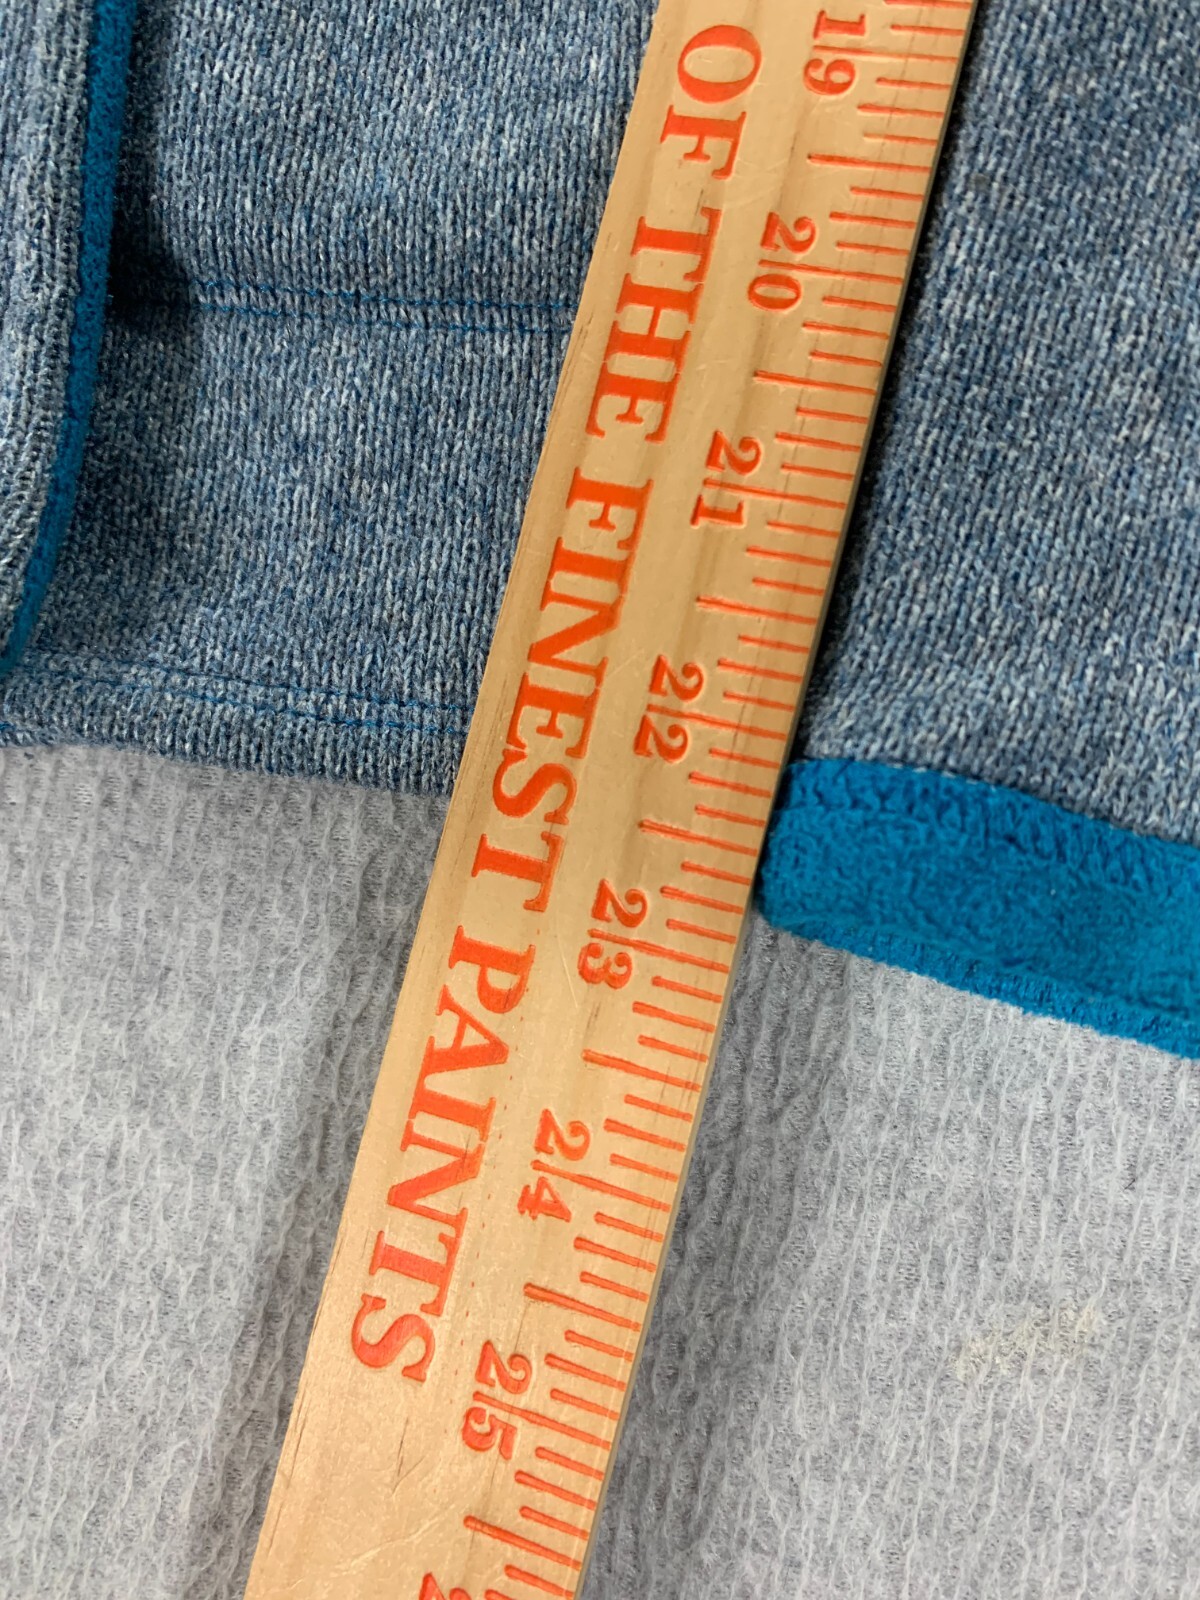 OF THE FINEST PAINTS
19 20 21 22 23 24 25